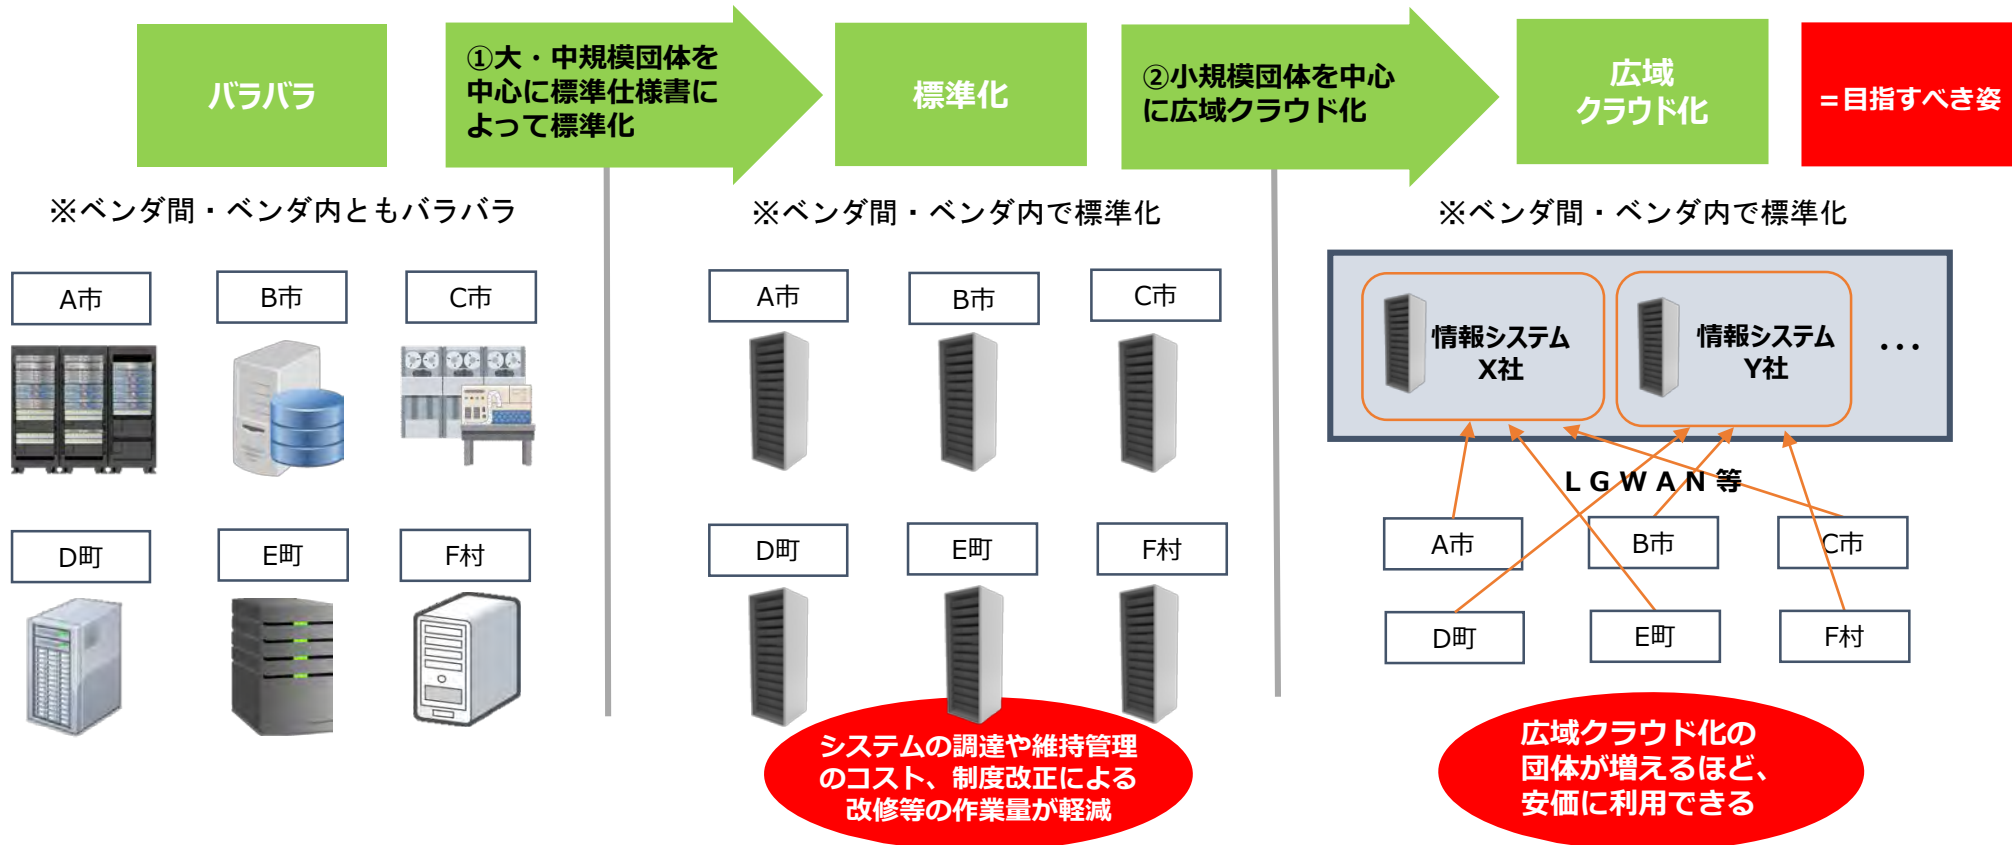 バラバラ
①大・中規模団体を
中心に標準仕様書に
よって標準化
標準化
②小規模団体を中心
に広域クラウド化
広域
クラウド化
=目指すべき姿
※ベンダ間・ベンダ内ともバラバラ
A市
B市
C市
D町
E町
F村
※ベンダ間・ベンダ内で標準化
A市
B市
C市
D町
E町
F村
システムの調達や維持管理
のコスト、制度改正による
改修等の作業量が軽減
※ベンダ間・ベンダ内で標準化
情報システム
X社
情報システム
Y社
・・・
LGWAN等
A市
B市
C市
D町
E町
F村
広域クラウド化の
団体が増えるほど、
安価に利用できる